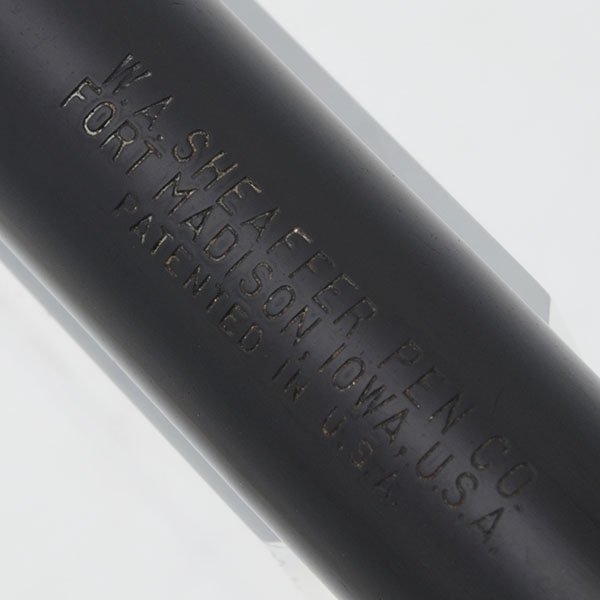 W.A. SHEAFFER PEN CO.
FORT MADISON, IOWA, U.S.A.
PATENTED IN U.S.A.